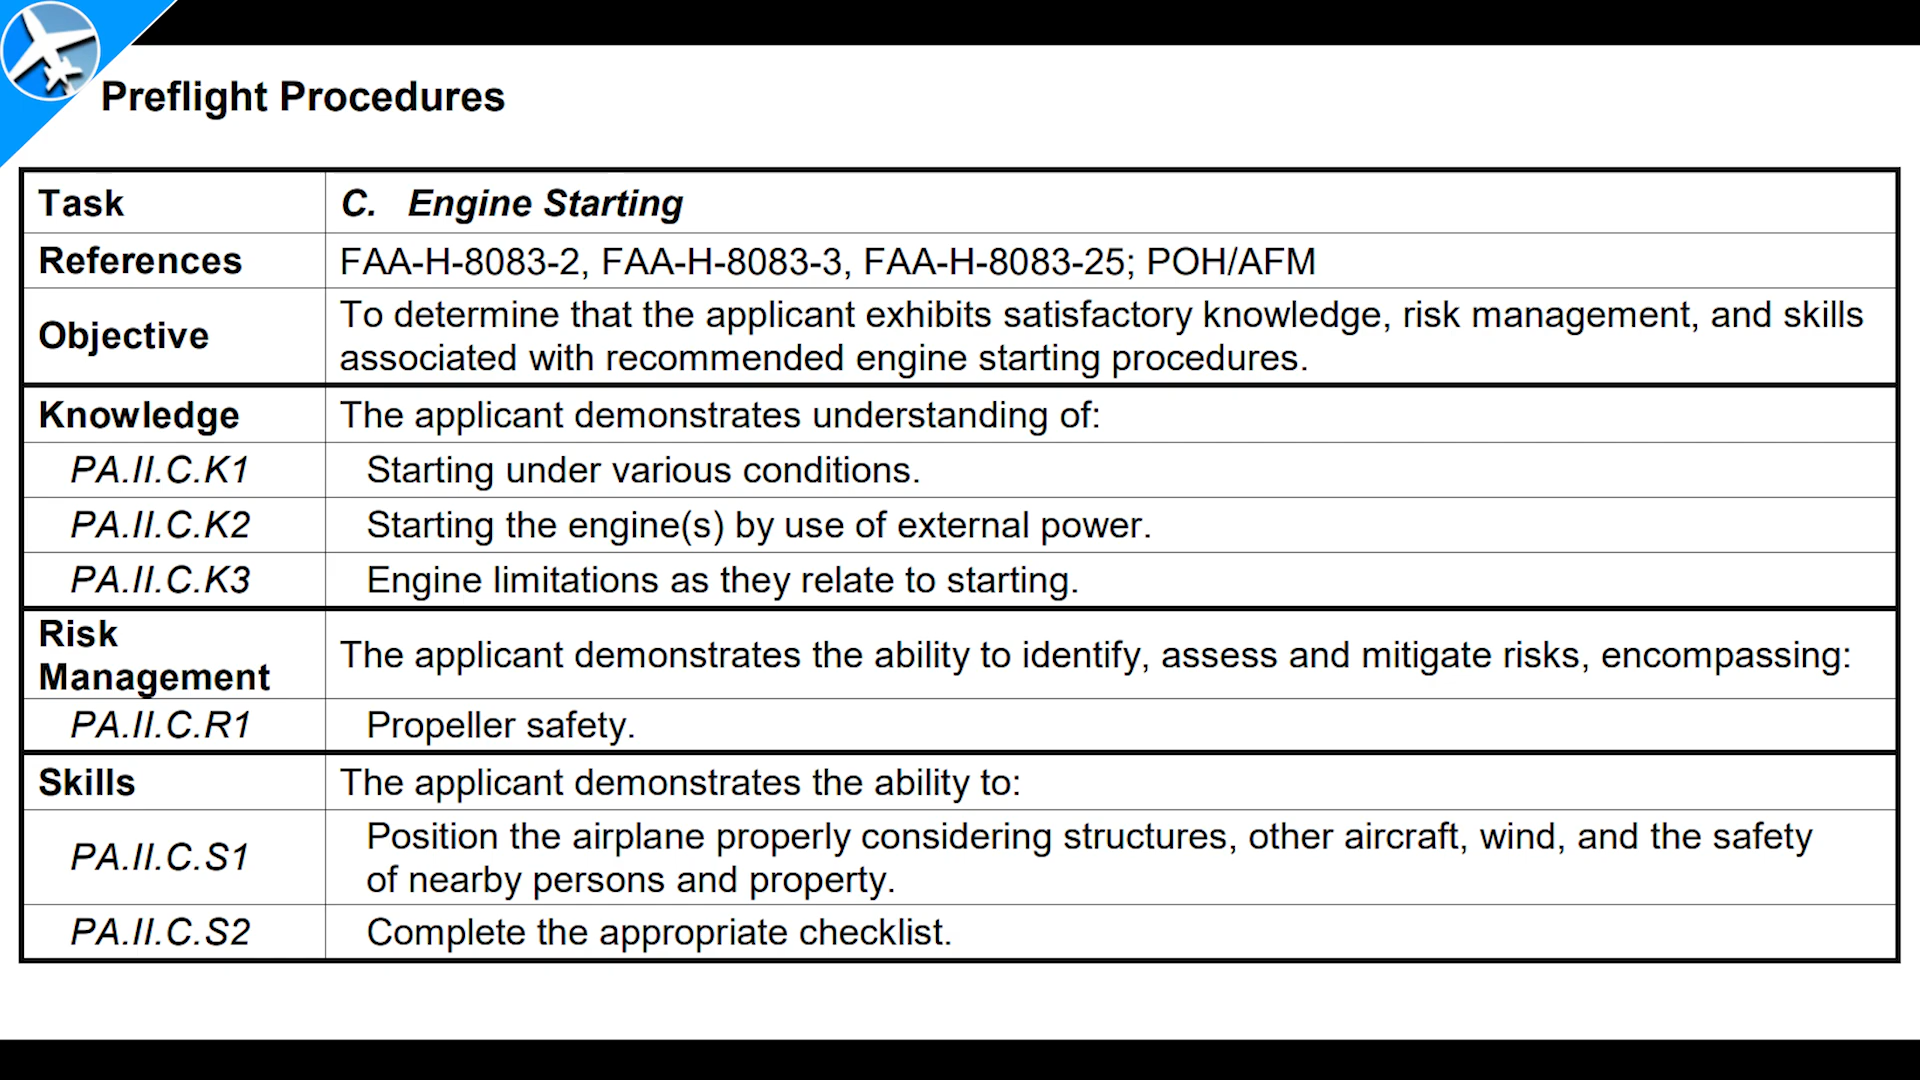 Preflight Procedures
Task
C. Engine Starting
References
FAA-H-8083-2, FAA-H-8083-3, FAA-H-8083-25; POH/AFM
Objective
To determine that the applicant exhibits satisfactory knowledge, risk management, and skills
associated with recommended engine starting procedures.
Knowledge
The applicant demonstrates understanding of:
PA.II.C.K1
Starting under various conditions.
PA.II.C.K2
Starting the engine(s) by use of external power.
PA.II.C.K3
Engine limitations as they relate to starting.
Risk
Management
The applicant demonstrates the ability to identify, assess and mitigate risks, encompassing:
PA.II.C.R1
Propeller safety.
Skills
The applicant demonstrates the ability to:
PA.II.C.S1
Position the airplane properly considering structures, other aircraft, wind, and the safety
of nearby persons and property.
PA.II.C.S2
Complete the appropriate checklist.